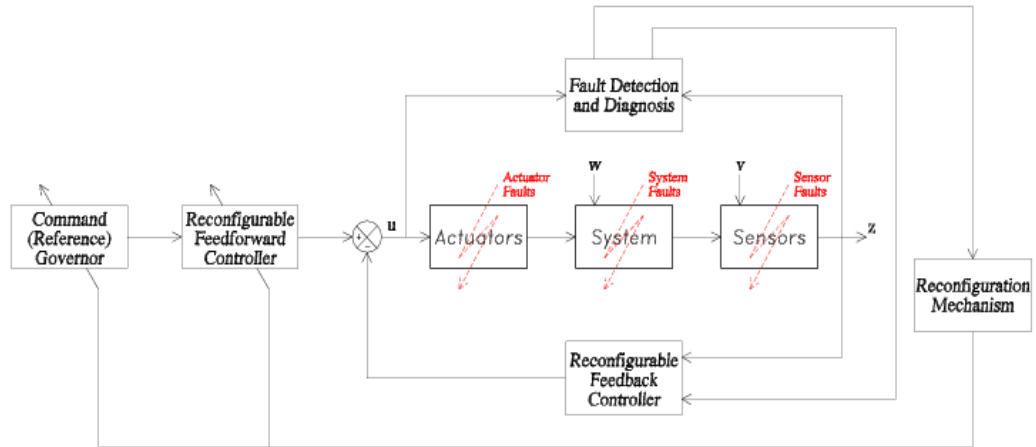 Fault Detection
and Diagnosis
Actuator
Faults
w
System
Faults
v
Sensor
Faults
Command
(Reference)
Governor
Reconfigurable
Feedforward
Controller
+
−
u
Actuators
System
Sensors
z
Reconfiguration
Mechanism
Reconfigurable
Feedback
Controller